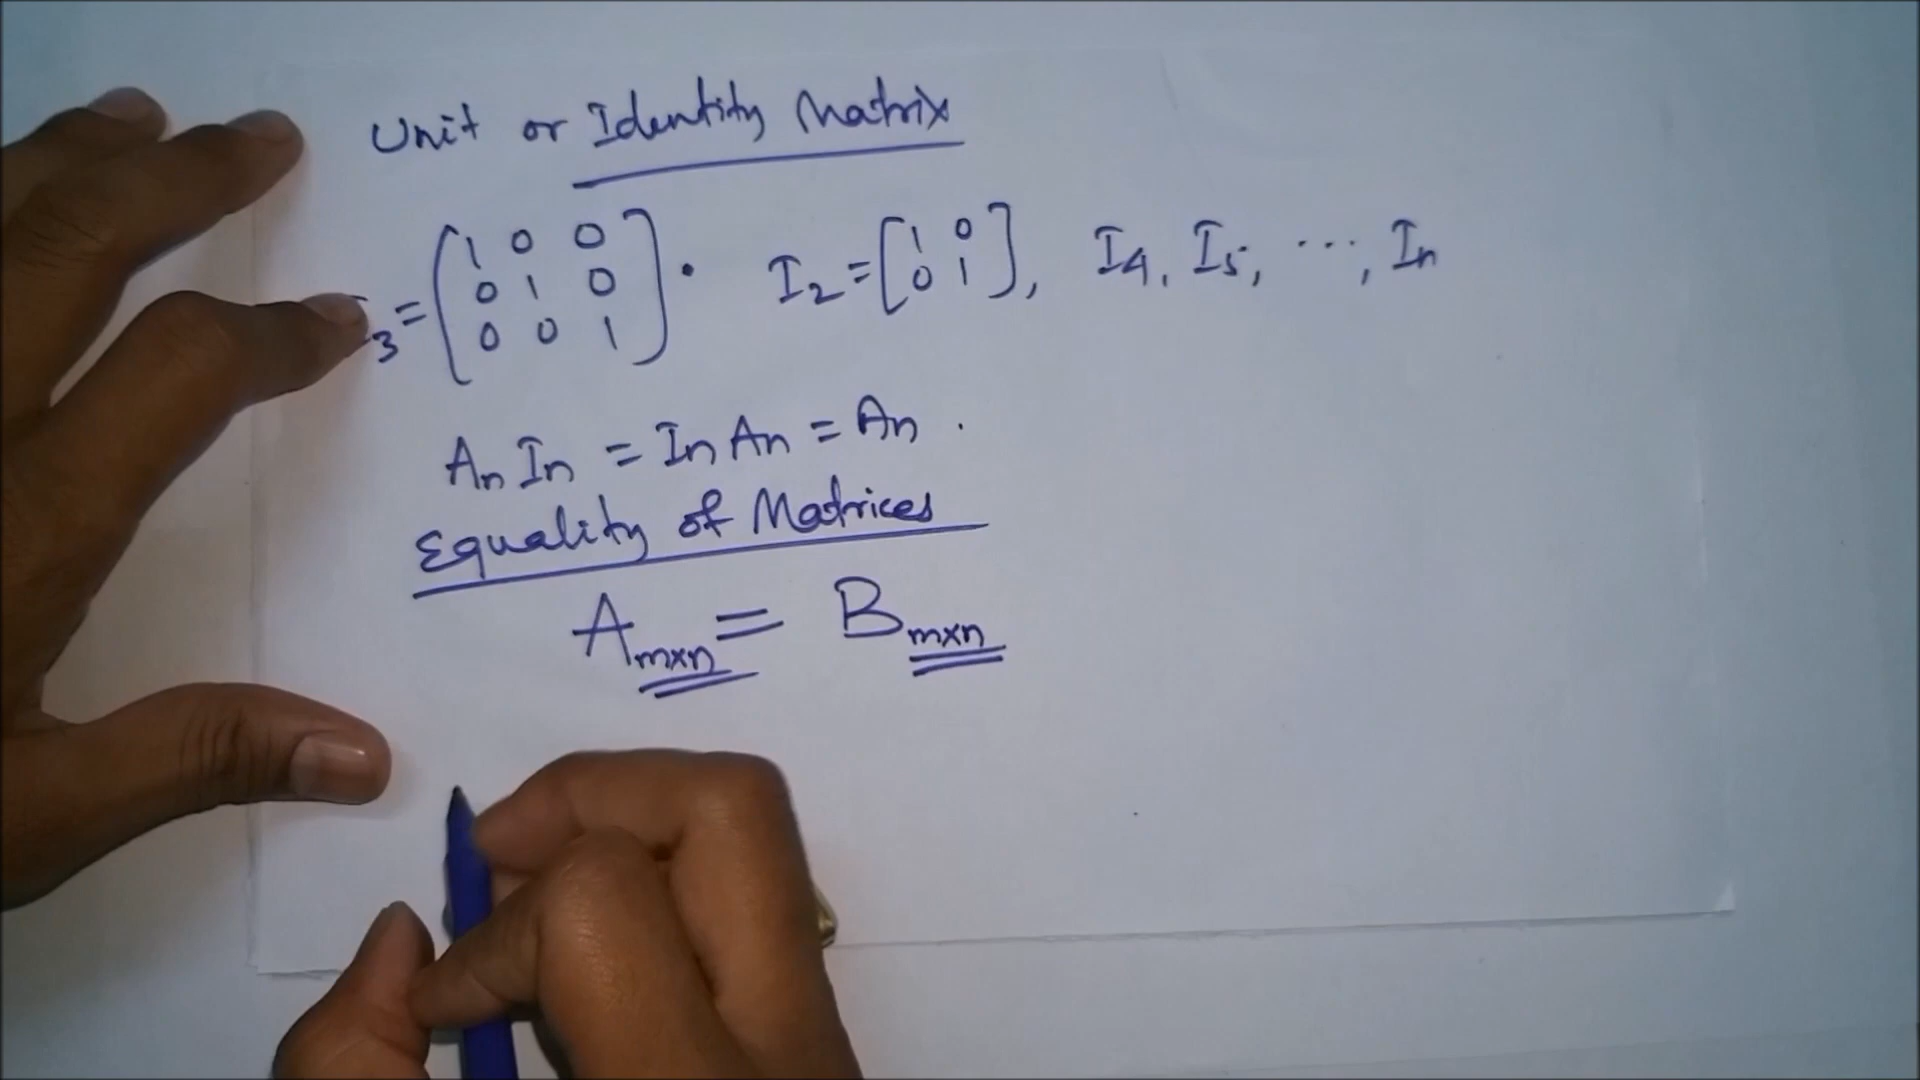 Unit or Identity Matrix
I3 = [1 0 0
0 1 0
0 0 1]. I2 = [1 0
0 1], I4, I5, ..., In
An In = In An = An.
Equality of Matrices
Amxn = Bmxn